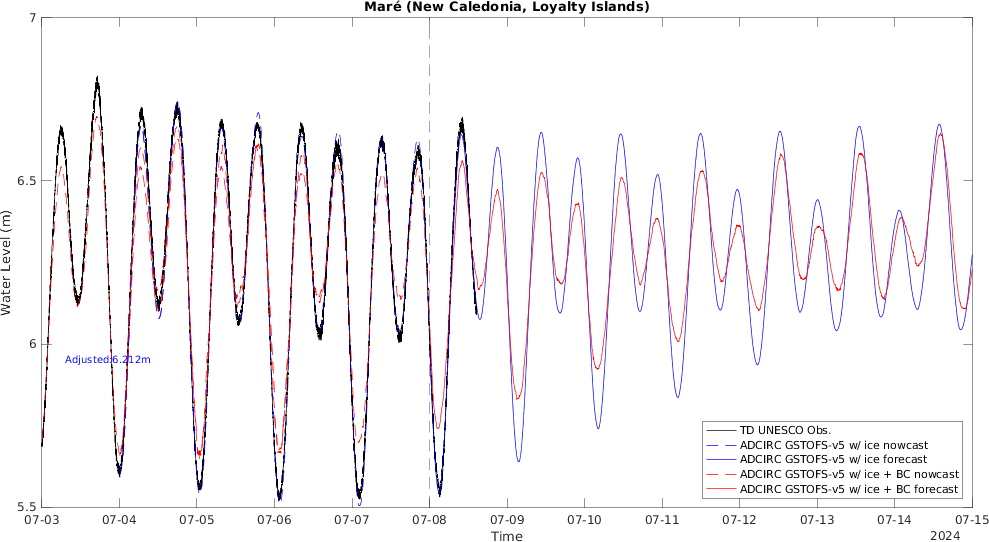 Maré (New Caledonia, Loyalty Islands)
Water Level (m)
7
6.5
6
5.5
Adjusted:6.212m
TD UNESCO Obs.
ADCIRC GSTOFS-v5 w/ ice nowcast
ADCIRC GSTOFS-v5 w/ ice forecast
ADCIRC GSTOFS-v5 w/ ice + BC nowcast
ADCIRC GSTOFS-v5 w/ ice + BC forecast
07-03 07-04 07-05 07-06 07-07 07-08 07-09 07-10 07-11 07-12 07-13 07-14 07-15
Time
2024